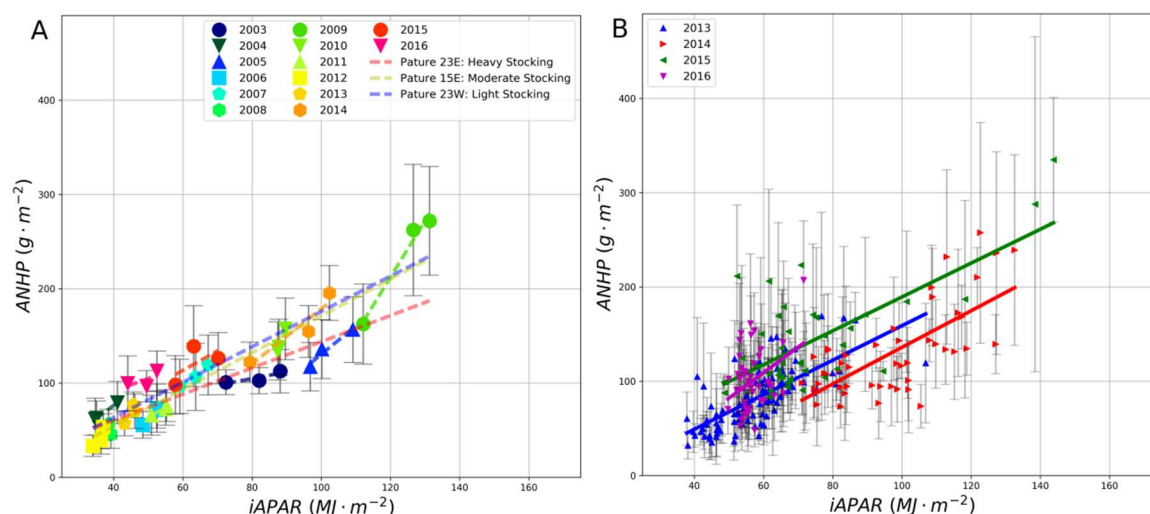 A
2003
2004
2005
2006
2007
2008
2009
2010
2011
2012
2013
2014
2015
2016
Pature 23E: Heavy Stocking
Pature 15E: Moderate Stocking
Pature 23W: Light Stocking
ANHP (g · m⁻²)
400
300
200
100
0
40 60 80 100 120 140 160
iAPAR (MJ · m⁻²)
B
2013
2014
2015
2016
ANHP (g · m⁻²)
400
300
200
100
0
40 60 80 100 120 140 160
iAPAR (MJ · m⁻²)